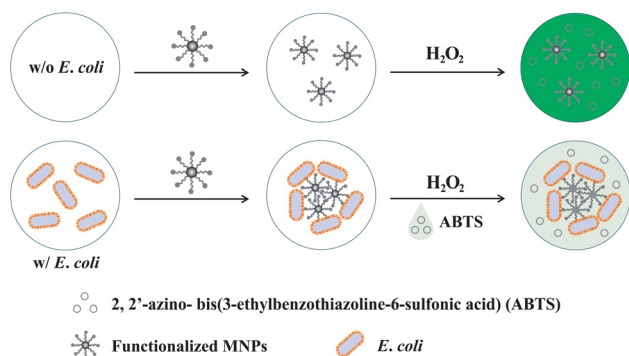 w/o E. coli
H₂O₂
w/ E. coli
H₂O₂
ABTS
2, 2'-azino- bis(3-ethylbenzothiazoline-6-sulfonic acid) (ABTS)
Functionalized MNPs
E. coli